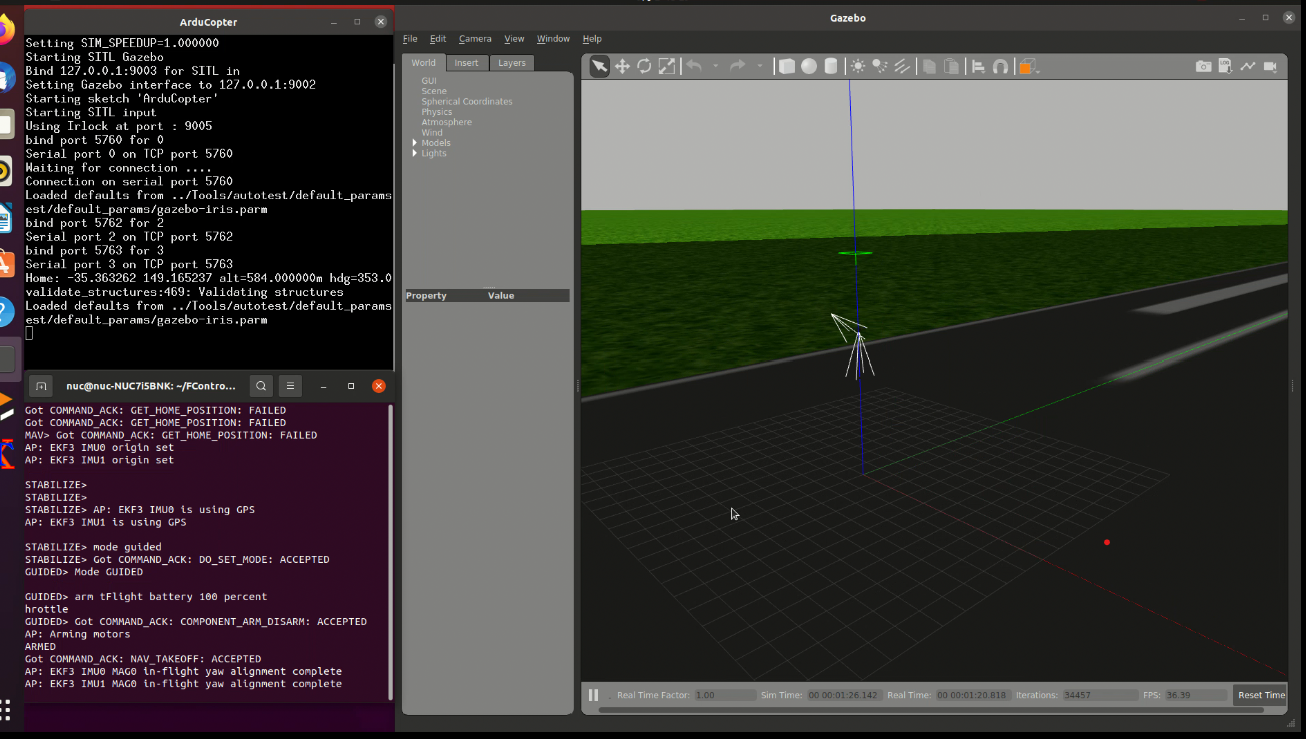 ArduCopter
Setting SIM_SPEEDUP=1.000000
Starting SITL Gazebo
Bind 127.0.0.1:9003 for SITL in
Setting Gazebo interface to 127.0.0.1:9002
Starting sketch 'ArduCopter'
Starting SITL input
Using Irlock at port : 9005
bind port 5760 for 0
Serial port 0 on TCP port 5760
Waiting for connection ....
Connection on serial port 5760
Loaded defaults from ../Tools/autotest/default_params
est/default_params/gazebo-iris.parm
bind port 5762 for 2
Serial port 2 on TCP port 5762
bind port 5763 for 3
Serial port 3 on TCP port 5763
Home: -35.363262 149.165237 alt=584.000000m hdg=353.0
validate_structures:469: Validating structures
Loaded defaults from ../Tools/autotest/default_params
est/default_params/gazebo-iris.parm
nuc@nuc-NUC7i5BNK: ~/FContro...
Got COMMAND_ACK: GET_HOME_POSITION: FAILED
Got COMMAND_ACK: GET_HOME_POSITION: FAILED
MAV> Got COMMAND_ACK: GET_HOME_POSITION: FAILED
AP: EKF3 IMU0 origin set
AP: EKF3 IMU1 origin set
STABILIZE>
STABILIZE>
STABILIZE> AP: EKF3 IMU0 is using GPS
AP: EKF3 IMU1 is using GPS
STABILIZE> mode guided
STABILIZE> Got COMMAND_ACK: DO_SET_MODE: ACCEPTED
GUIDED> Mode GUIDED
GUIDED> arm tFlight battery 100 percent
hrottle
GUIDED> Got COMMAND_ACK: COMPONENT_ARM_DISARM: ACCEPTED
AP: Arming motors
ARMED
Got COMMAND_ACK: NAV_TAKEOFF: ACCEPTED
AP: EKF3 IMU0 MAG0 in-flight yaw alignment complete
AP: EKF3 IMU1 MAG0 in-flight yaw alignment complete
Gazebo
File Edit Camera View Window Help
World Insert Layers
GUI
Scene
Spherical Coordinates
Physics
Atmosphere
Wind
Models
Lights
Property Value
LOG
Real Time Factor: 1.00 Sim Time: 00 00:01:26.142 Real Time: 00 00:01:20.818 Iterations: 34457 FPS: 36.39 Reset Time